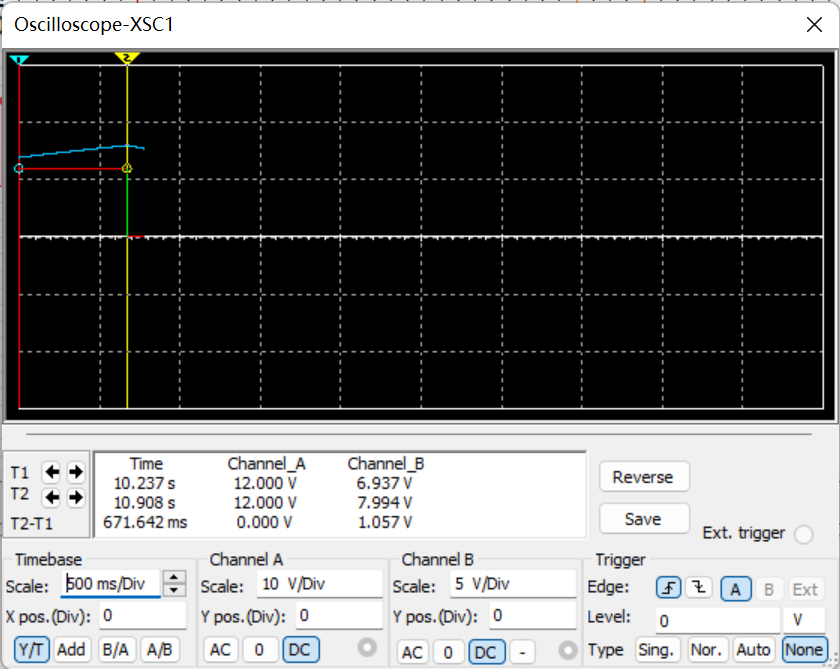 Oscilloscope-XSC1
1 2
T1
T2
T2-T1
Time Channel_A Channel_B
10.237 s 12.000 V 6.937 V
10.908 s 12.000 V 7.994 V
671.642 ms 0.000 V 1.057 V
Reverse
Save
Ext. trigger
Timebase
Scale: 500 ms/Div
X pos.(Div): 0
Y/T Add B/A A/B
Channel A
Scale: 10 V/Div
Y pos.(Div): 0
AC 0 DC
Channel B
Scale: 5 V/Div
Y pos.(Div): 0
AC 0 DC -
Trigger
Edge: A B Ext
Level: 0 V
Type Sing. Nor. Auto None